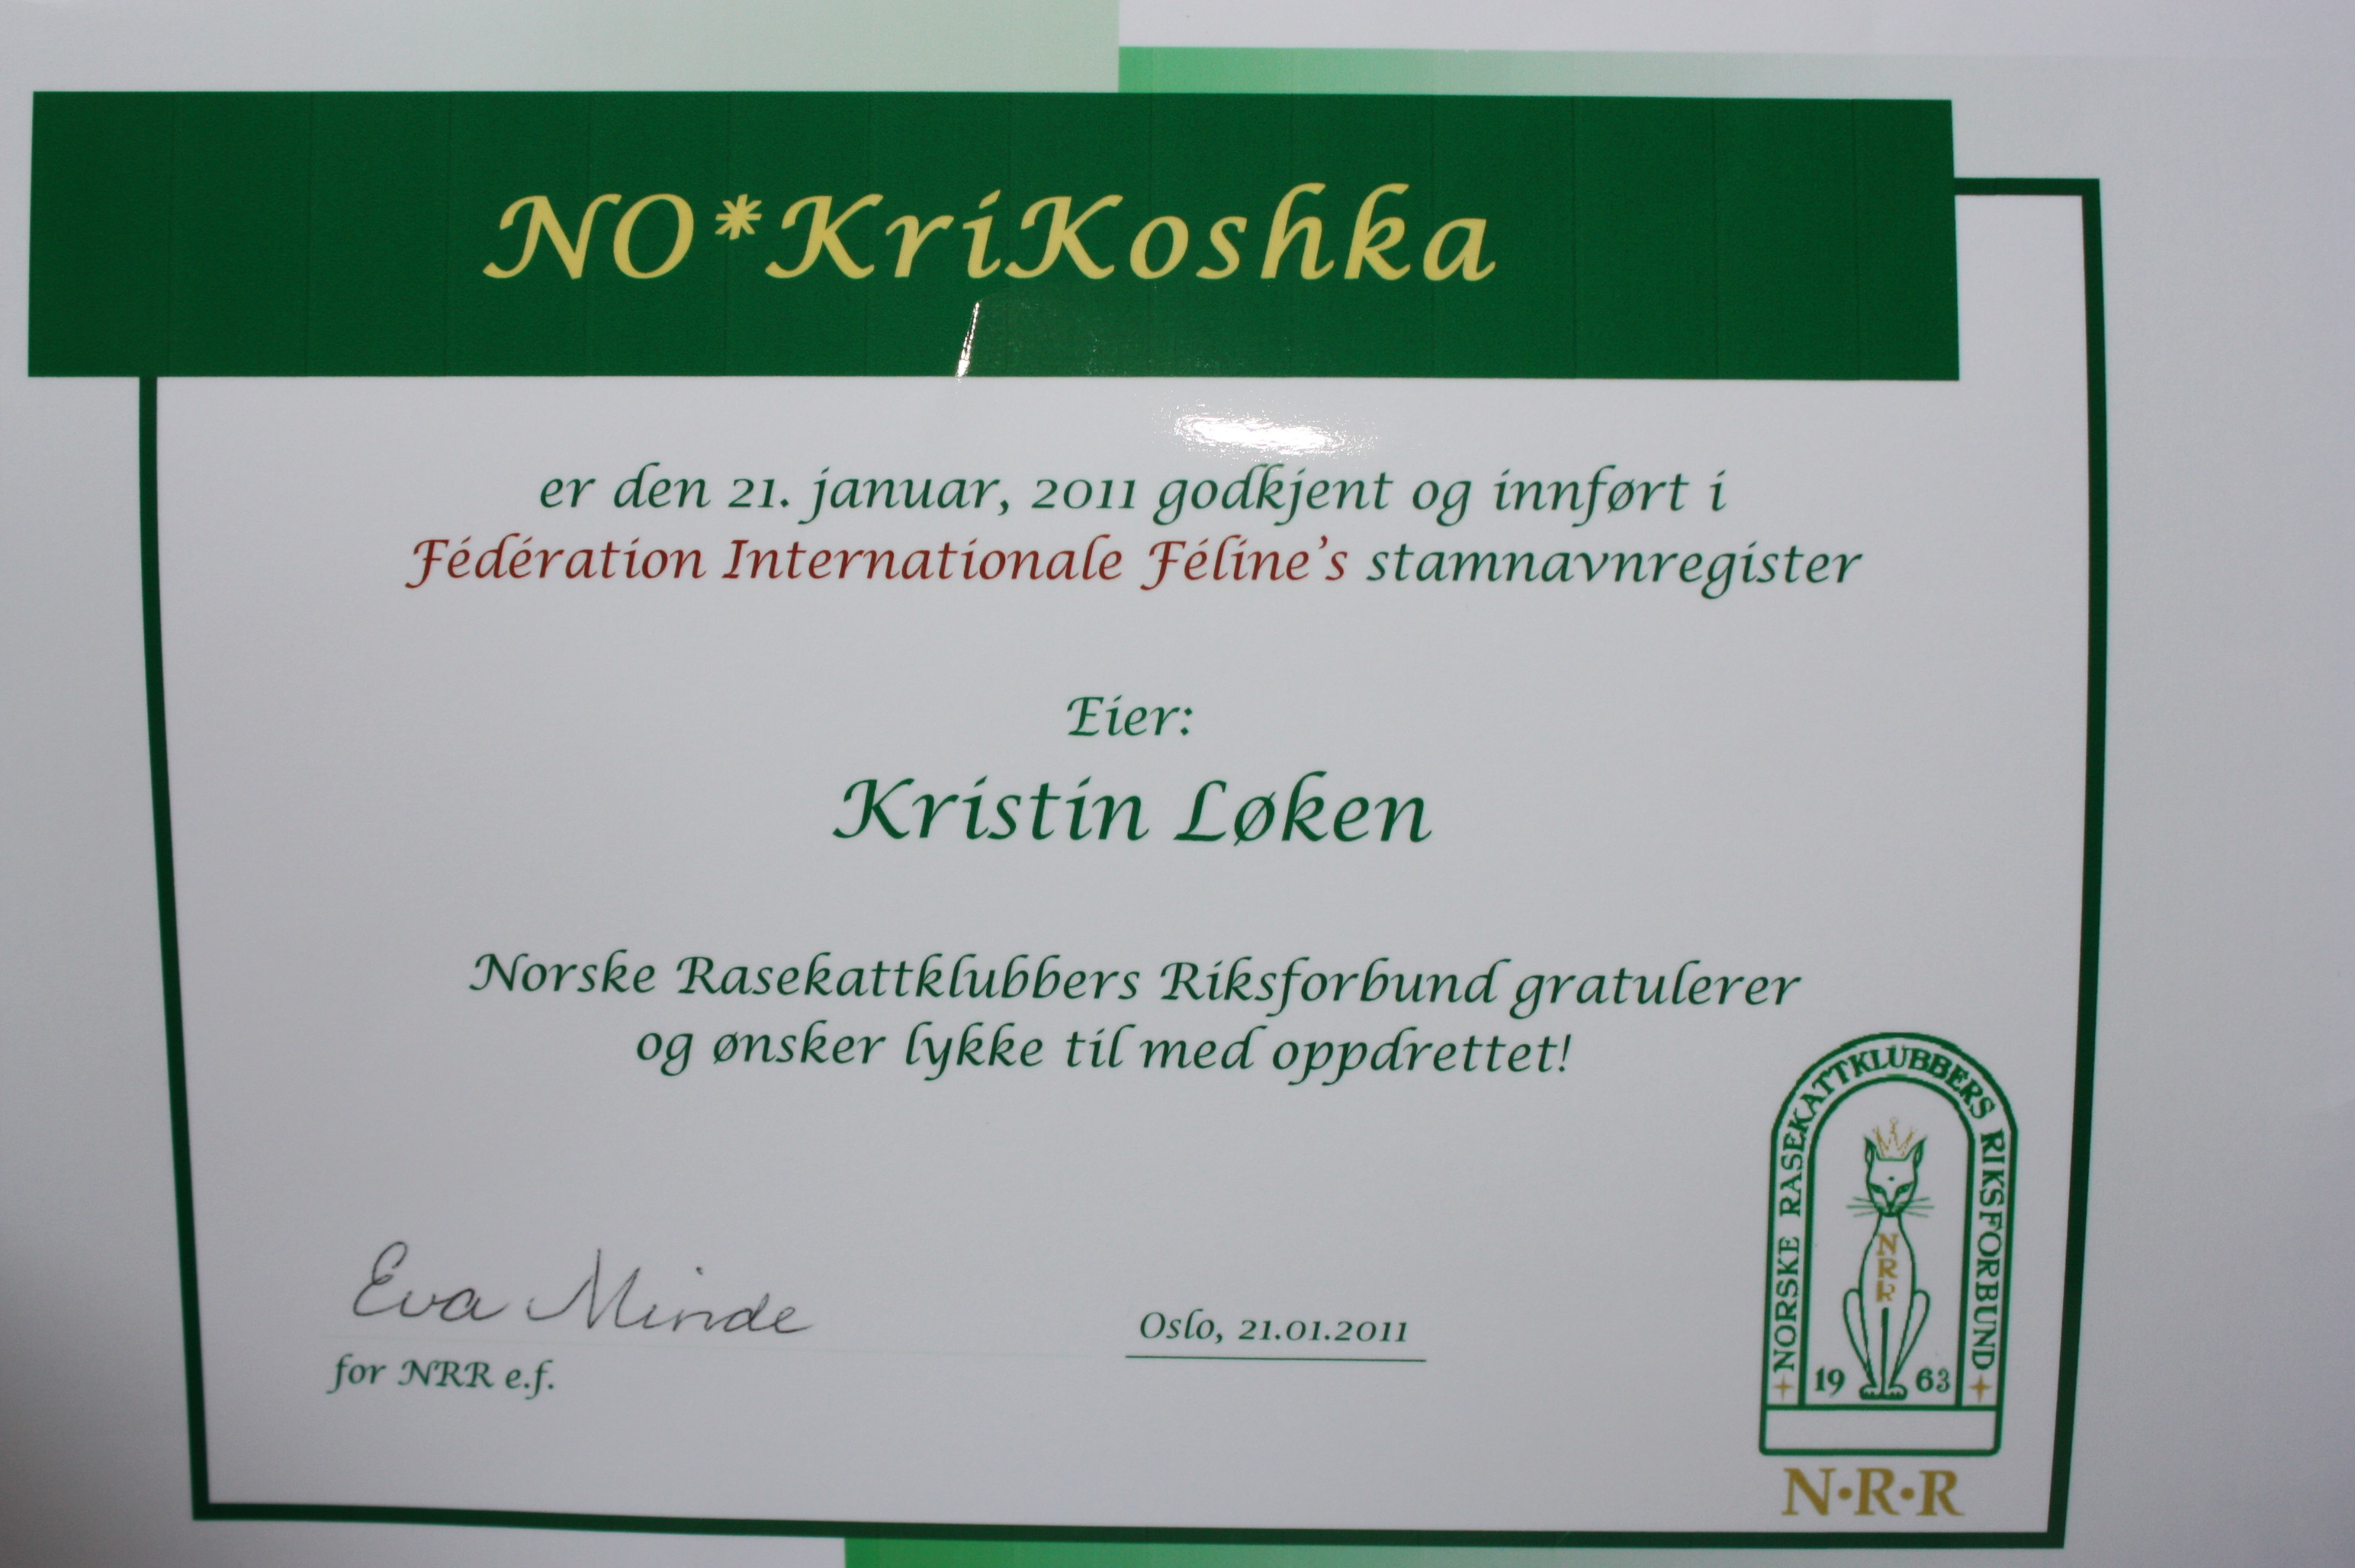 NO*KriKoshka
er den 21. januar, 2011 godkjent og innført i
Fédération Internationale Féline's stamnavnregister
Eier:
Kristin Løken
Norske Rasekattklubbers Riksforbund gratulerer
og ønsker lykke til med oppdrettet!
Eva Minde
for NRR e.f.
Oslo, 21.01.2011
NORSKE RASEKATTKLUBBERS RIKSFORBUND
NRR
19 63
N•R•R